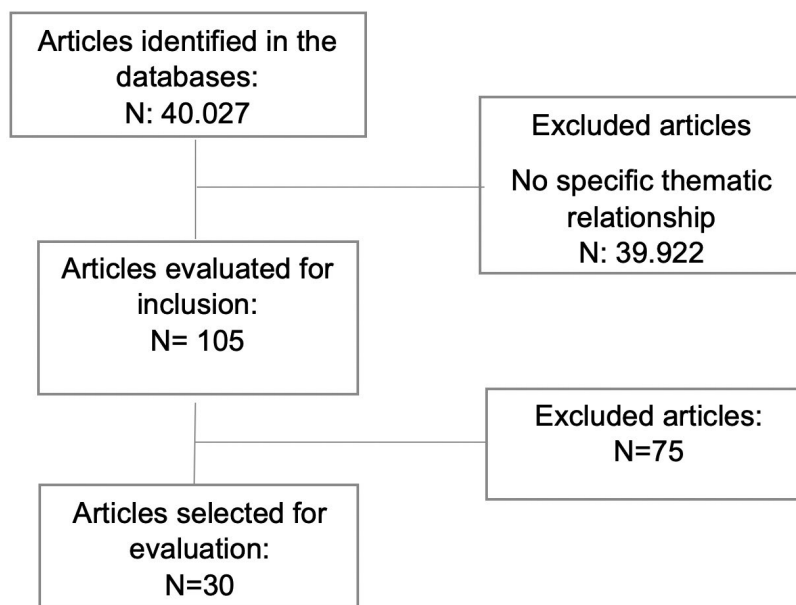 Articles identified in the
databases:
N: 40.027
Excluded articles
No specific thematic
relationship
N: 39.922
Articles evaluated for
inclusion:
N= 105
Excluded articles:
N=75
Articles selected for
evaluation:
N=30